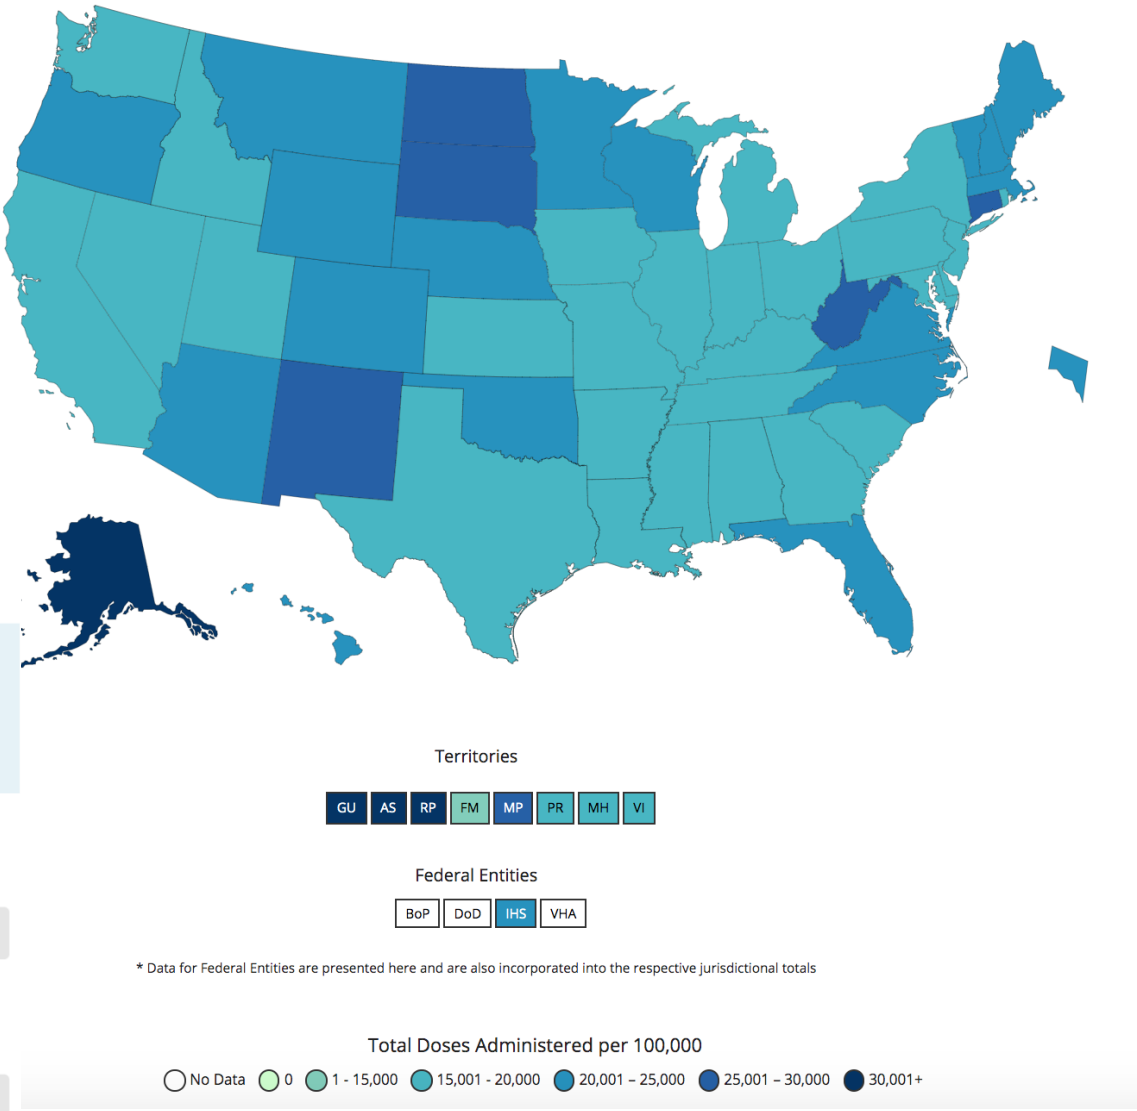 Territories
GU AS RP FM MP PR MH VI
Federal Entities
BoP DoD IHS VHA
* Data for Federal Entities are presented here and are also incorporated into the respective jurisdictional totals
Total Doses Administered per 100,000
No Data 0 1 - 15,000 15,001 - 20,000 20,001 – 25,000 25,001 – 30,000 30,001+